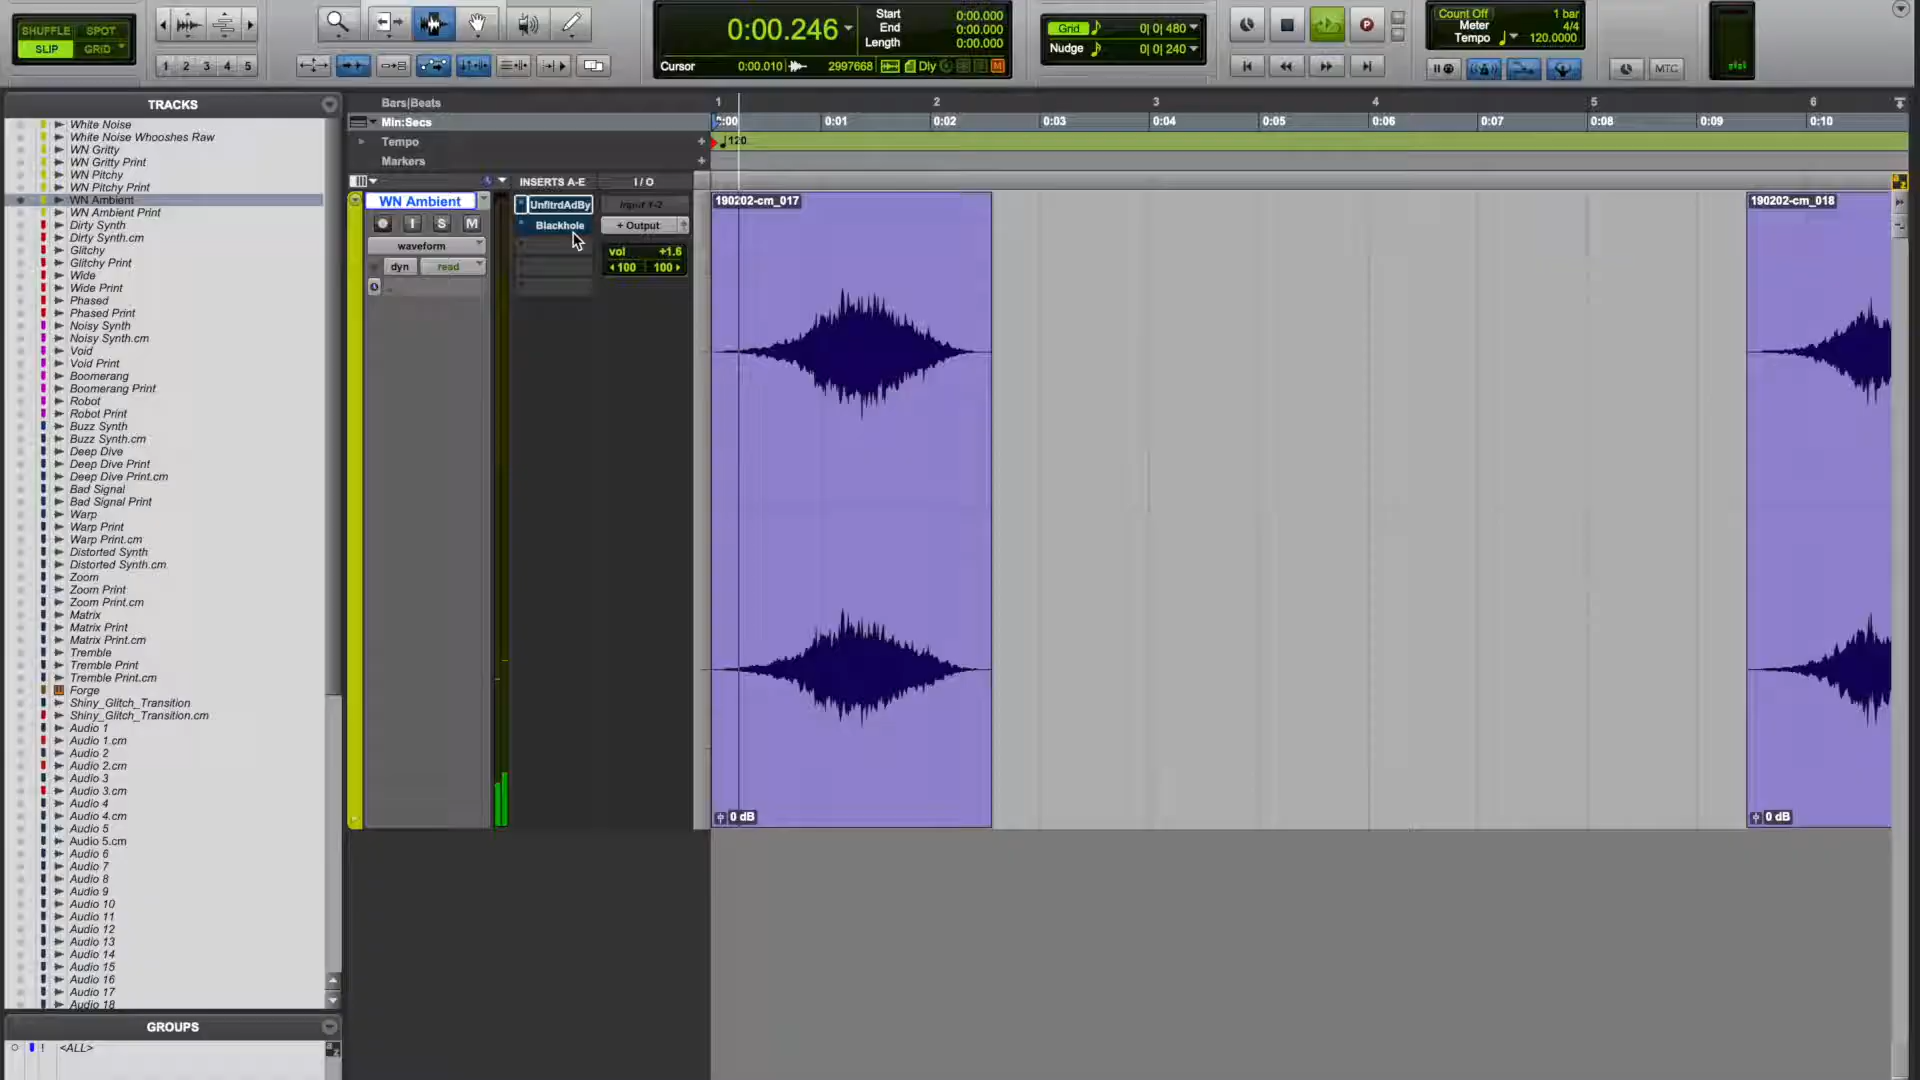 SHUFFLE SPOT
SLIP GRID
1 2 3 4 5
0:00.246
Start 0:00.000
End 0:00.000
Length 0:00.000
Cursor 0:00.010 2997668 Dly
Grid 0| 0| 480
Nudge 0| 0| 240
Count Off 1 bar
Meter 4/4
Tempo 120.0000
MTC
TRACKS
White Noise
White Noise Whooshes Raw
WN Gritty
WN Gritty Print
WN Pitchy
WN Pitchy Print
WN Ambient
WN Ambient Print
Dirty Synth
Dirty Synth.cm
Glitchy
Glitchy Print
Wide
Wide Print
Phased
Phased Print
Noisy Synth
Noisy Synth.cm
Void
Void Print
Boomerang
Boomerang Print
Robot
Robot Print
Buzz Synth
Buzz Synth.cm
Deep Dive
Deep Dive Print
Deep Dive Print.cm
Bad Signal
Bad Signal Print
Warp
Warp Print
Warp Print.cm
Distorted Synth
Distorted Synth.cm
Zoom
Zoom Print
Zoom Print.cm
Matrix
Matrix Print
Matrix Print.cm
Tremble
Tremble Print
Tremble Print.cm
Forge
Shiny_Glitch_Transition
Shiny_Glitch_Transition.cm
Audio 1
Audio 1.cm
Audio 2
Audio 2.cm
Audio 3
Audio 3.cm
Audio 4
Audio 4.cm
Audio 5
Audio 5.cm
Audio 6
Audio 7
Audio 8
Audio 9
Audio 10
Audio 11
Audio 12
Audio 13
Audio 14
Audio 15
Audio 16
Audio 17
Audio 18
GROUPS
! <ALL>
Bars|Beats 1 2 3 4 5 6
Min:Secs 0:00 0:01 0:02 0:03 0:04 0:05 0:06 0:07 0:08 0:09 0:10
Tempo + 120
Markers +
INSERTS A-E I / O
WN Ambient UnfltrdAdBy Input 1-2
I S M Blackhole + Output
waveform vol +1.6
dyn read 100 100
190202-cm_017
190202-cm_018
0 dB
0 dB